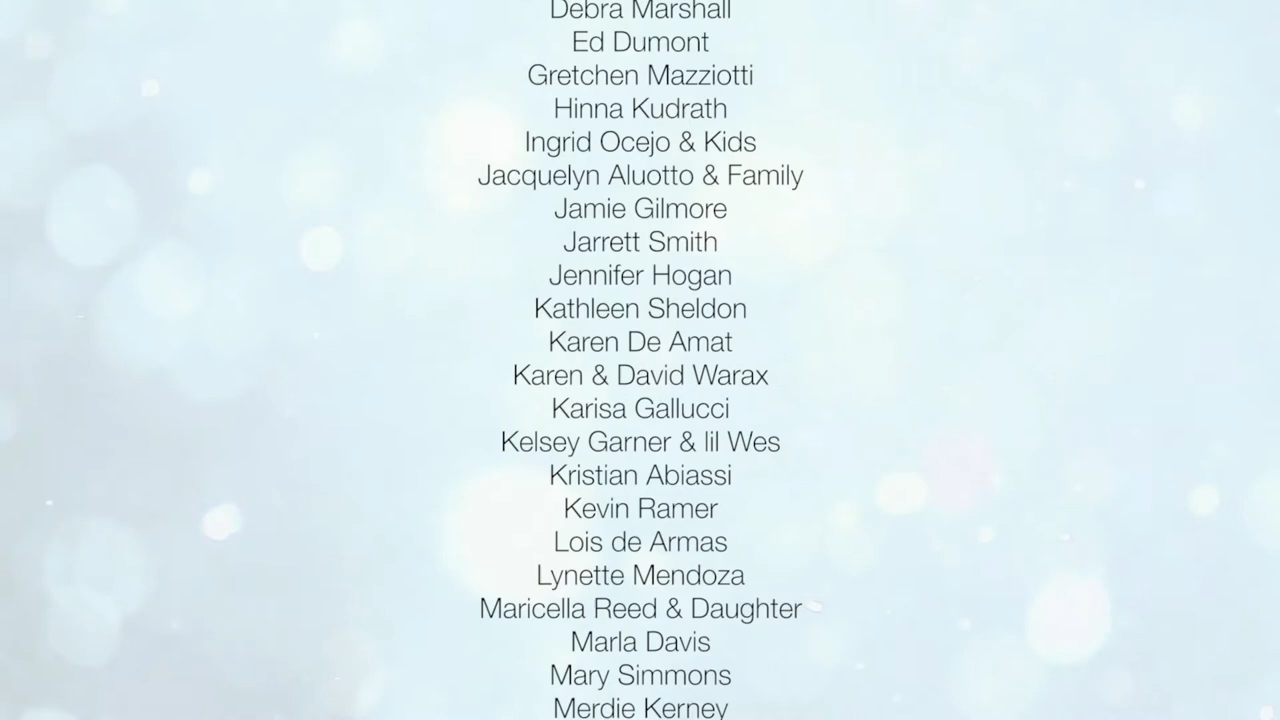 Debra Marshall
Ed Dumont
Gretchen Mazziotti
Hinna Kudrath
Ingrid Ocejo & Kids
Jacquelyn Aluotto & Family
Jamie Gilmore
Jarrett Smith
Jennifer Hogan
Kathleen Sheldon
Karen De Amat
Karen & David Warax
Karisa Gallucci
Kelsey Garner & lil Wes
Kristian Abiassi
Kevin Ramer
Lois de Armas
Lynette Mendoza
Maricella Reed & Daughter
Marla Davis
Mary Simmons
Merdie Kerney